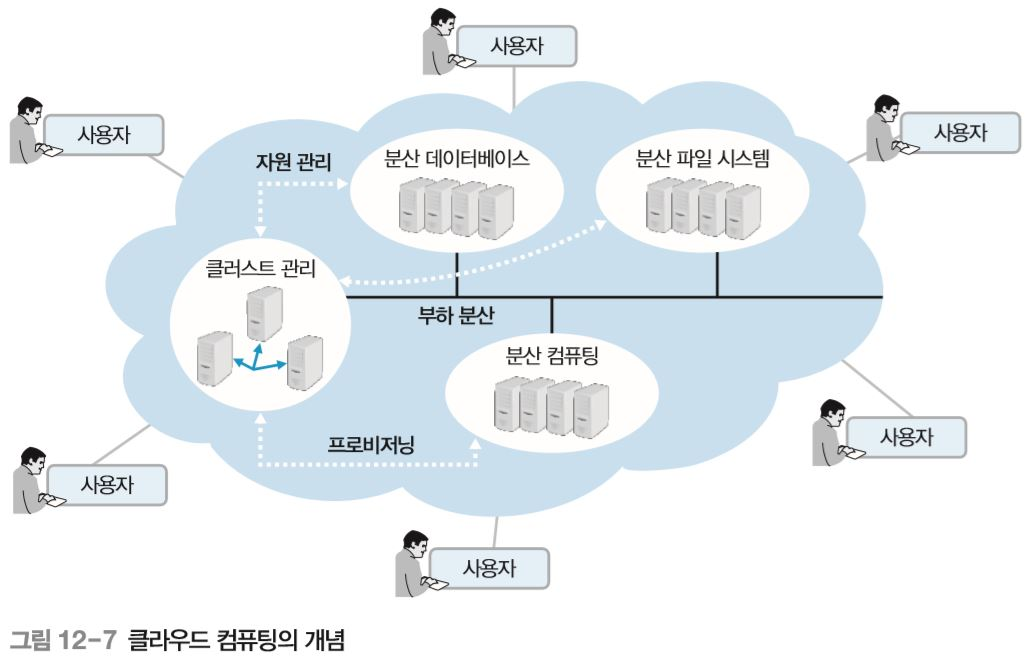 사용자
사용자
사용자
자원 관리
분산 데이터베이스
분산 파일 시스템
클러스트 관리
부하 분산
분산 컴퓨팅
프로비저닝
사용자
사용자
사용자
그림 12-7 클라우드 컴퓨팅의 개념